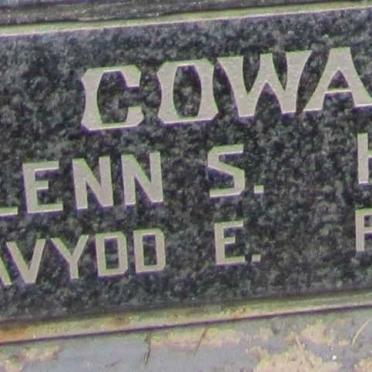 COWA
LENN S. H
AVYDD E. P